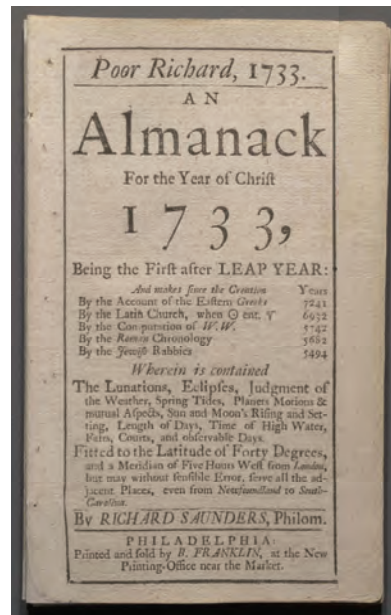 Poor Richard, 1733.
AN
Almanack
For the Year of Chriſt
1733,
Being the Firſt after LEAP YEAR:
And makes ſince the Creation Years
By the Account of the Eaſtern Greeks 7241
By the Latin Church, when ☉ ent. ♈ 6932
By the Computation of W.W. 5742
By the Roman Chronology 5682
By the Jewiſh Rabbies 5494
Wherein is contained
The Lunations, Eclipſes, Judgment of
the Weather, Spring Tides, Planets Motions &
mutual Aſpects, Sun and Moon's Riſing and Set-
ting, Length of Days, Time of High Water,
Fairs, Courts, and obſervable Days.
Fitted to the Latitude of Forty Degrees,
and a Meridian of Five Hours Weſt from London,
but may without ſenſible Error, ſerve all the ad-
jacent Places, even from Newfoundland to South-
Carolina.
By RICHARD SAUNDERS, Philom.
PHILADELPHIA:
Printed and ſold by B. FRANKLIN, at the New
Printing-Office near the Market.